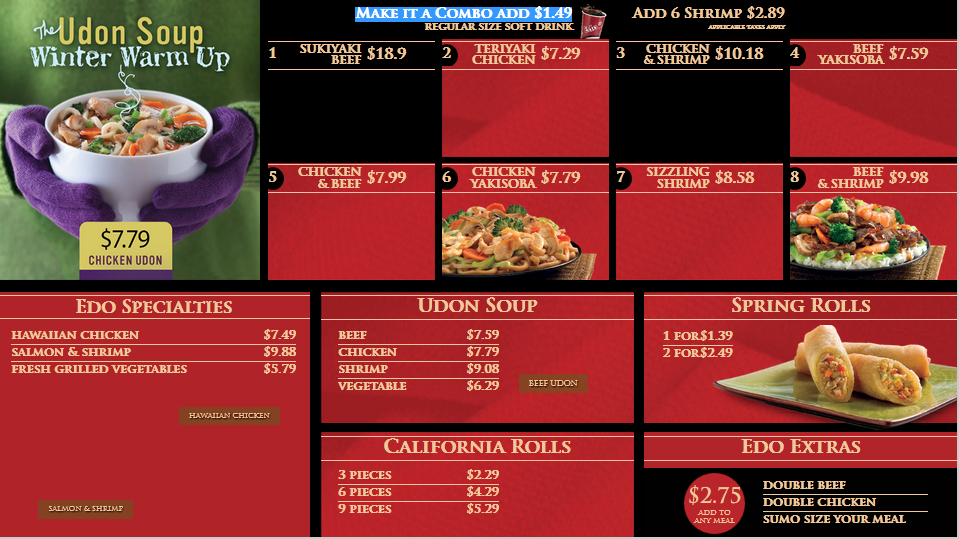 The Udon Soup
Winter Warm Up
$7.79
CHICKEN UDON
MAKE IT A COMBO ADD $1.49
REGULAR SIZE SOFT DRINK
ADD 6 SHRIMP $2.89
APPLICABLE TAXES APPLY
1 SUKIYAKI BEEF $18.9
2 TERIYAKI CHICKEN $7.29
3 CHICKEN & SHRIMP $10.18
4 BEEF YAKISOBA $7.59
5 CHICKEN & BEEF $7.99
6 CHICKEN YAKISOBA $7.79
7 SIZZLING SHRIMP $8.58
8 BEEF & SHRIMP $9.98
EDO SPECIALTIES
HAWAIIAN CHICKEN $7.49
SALMON & SHRIMP $9.88
FRESH GRILLED VEGETABLES $5.79
HAWAIIAN CHICKEN
SALMON & SHRIMP
UDON SOUP
BEEF $7.59
CHICKEN $7.79
SHRIMP $9.08
VEGETABLE $6.29
BEEF UDON
SPRING ROLLS
1 FOR $1.39
2 FOR $2.49
CALIFORNIA ROLLS
3 PIECES $2.29
6 PIECES $4.29
9 PIECES $5.29
EDO EXTRAS
$2.75
ADD TO
ANY MEAL
DOUBLE BEEF
DOUBLE CHICKEN
SUMO SIZE YOUR MEAL